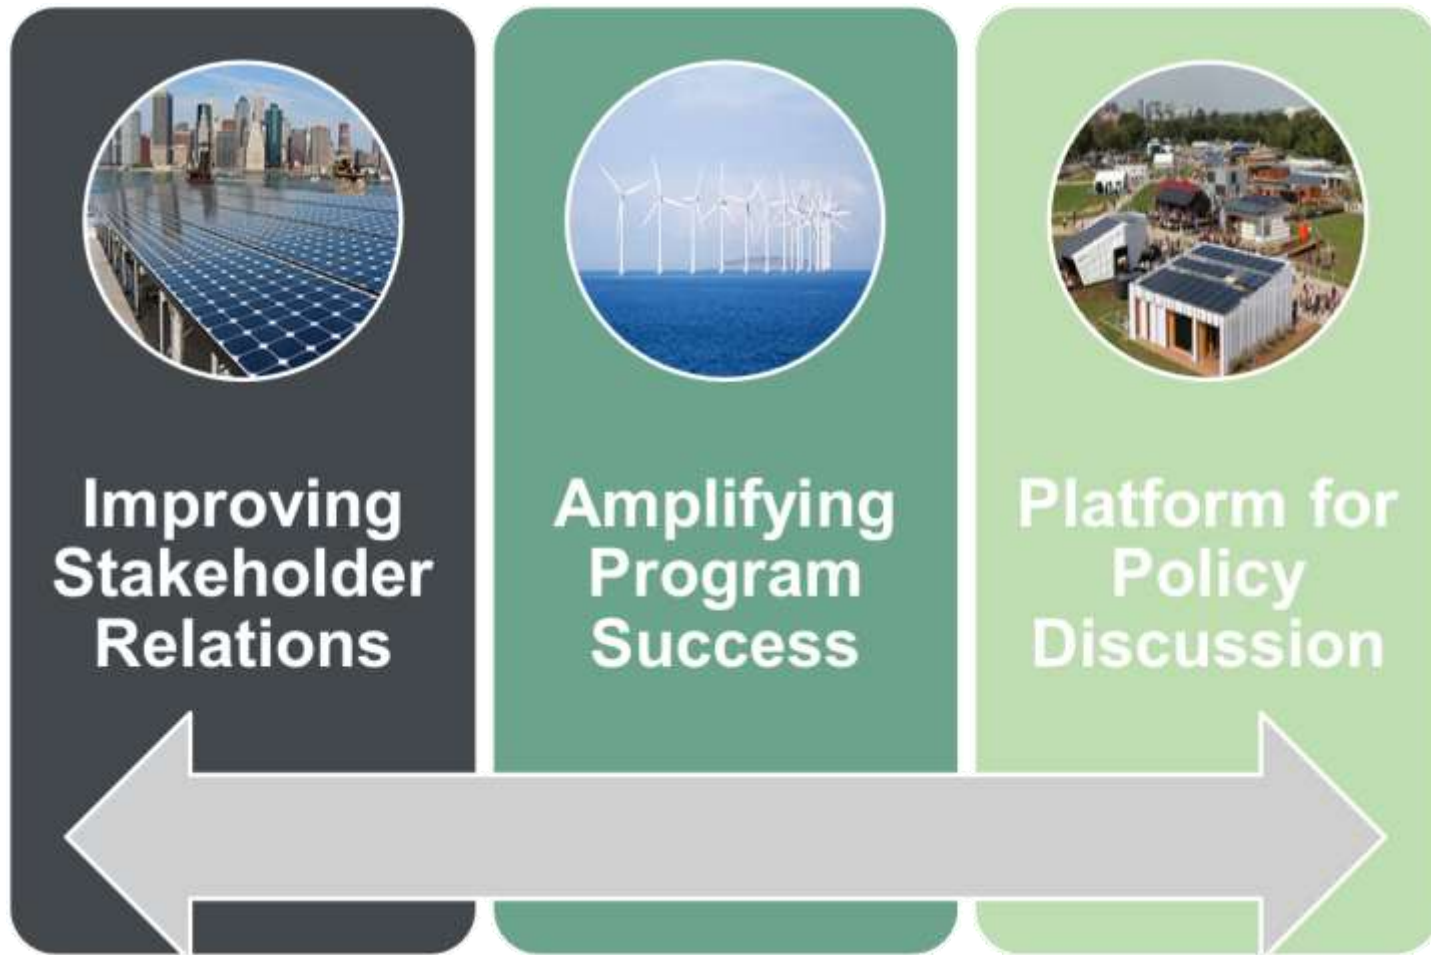 Improving
Stakeholder
Relations
Amplifying
Program
Success
Platform for
Policy
Discussion